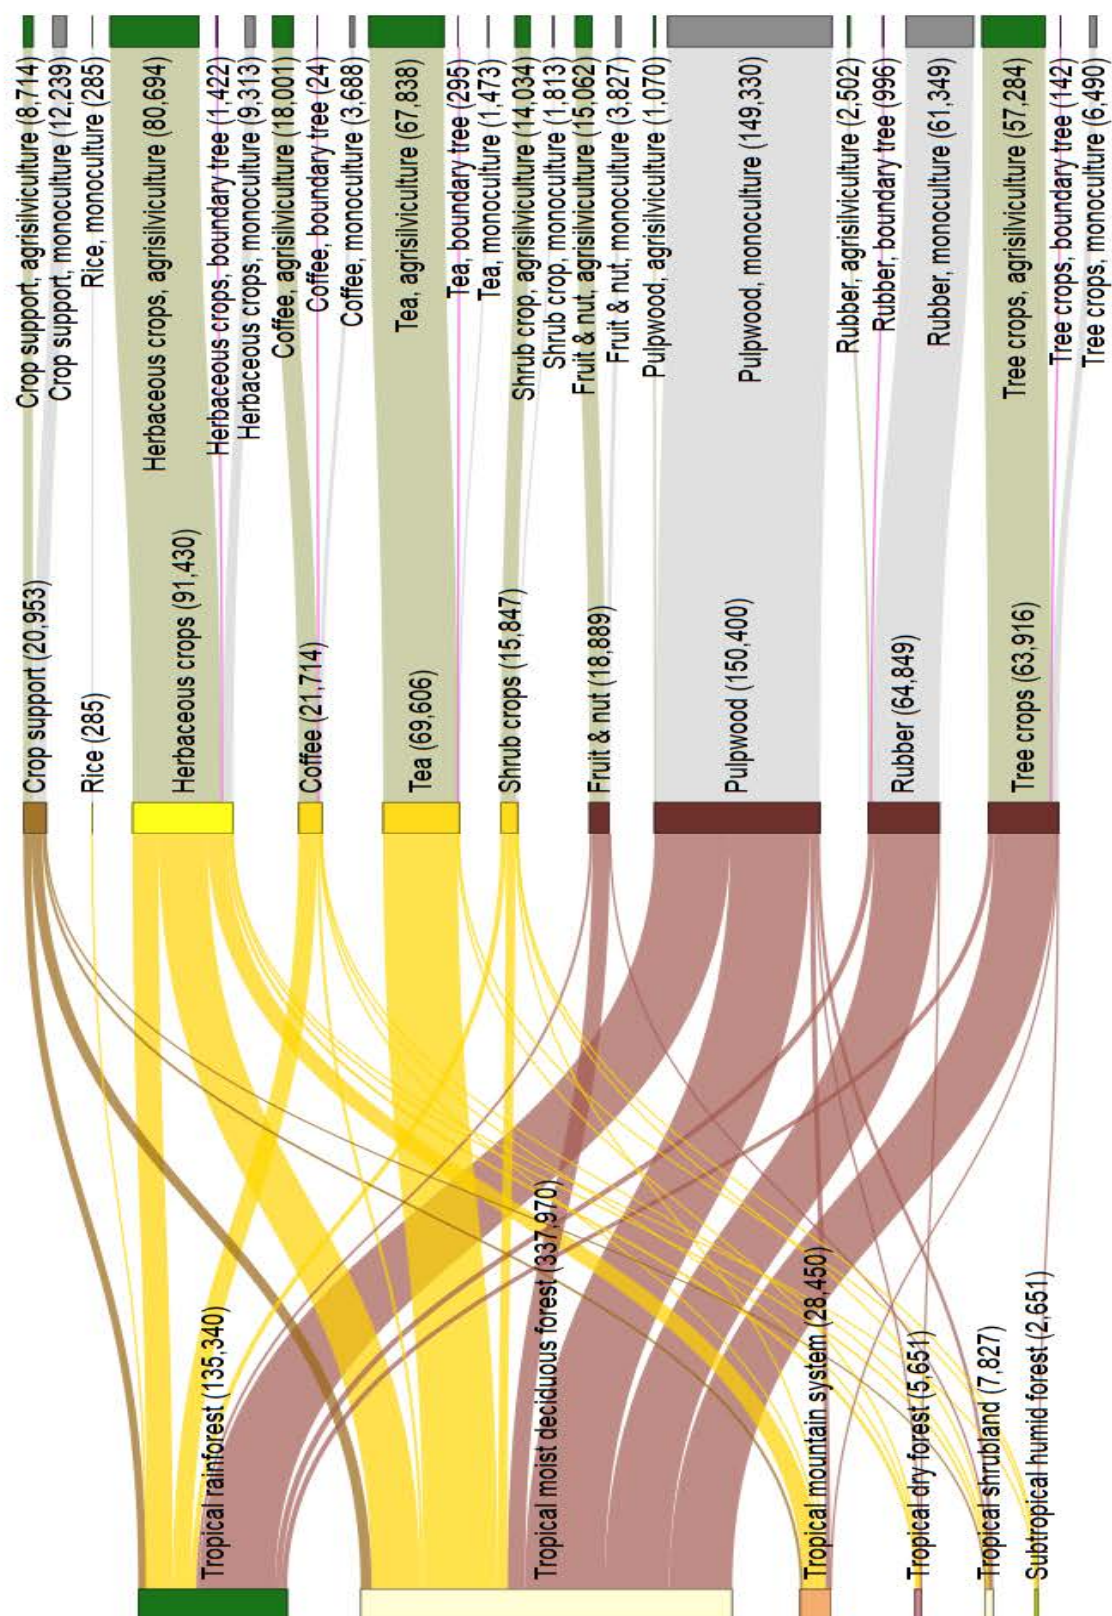 Crop support, agrisilviculture (8,714)
Crop support, monoculture (12,239)
Rice, monoculture (285)
Herbaceous crops, agrisilviculture (80,694)
Herbaceous crops, boundary tree (1,422)
Herbaceous crops, monoculture (9,313)
Coffee, agrisilviculture (18,001)
Coffee, boundary tree (24)
Coffee, monoculture (3,688)
Tea, agrisilviculture (67,838)
Tea, boundary tree (295)
Tea, monoculture (1,473)
Shrub crop, agrisilviculture (14,034)
Shrub crop, monoculture (1,813)
Fruit & nut, agrisilviculture (15,062)
Fruit & nut, monoculture (3,827)
Pulpwood, agrisilviculture (1,070)
Pulpwood, monoculture (149,330)
Rubber, agrisilviculture (2,502)
Rubber, boundary tree (996)
Rubber, monoculture (61,349)
Tree crops, agrisilviculture (57,284)
Tree crops, boundary tree (142)
Tree crops, monoculture (6,490)
Crop support (20,953)
Rice (285)
Herbaceous crops (91,430)
Coffee (21,714)
Tea (69,606)
Shrub crops (15,847)
Fruit & nut (18,889)
Pulpwood (150,400)
Rubber (64,849)
Tree crops (63,916)
Tropical rainforest (135,340)
Tropical moist deciduous forest (337,970)
Tropical mountain system (28,450)
Tropical dry forest (5,651)
Tropical shrubland (7,827)
Subtropical humid forest (2,651)